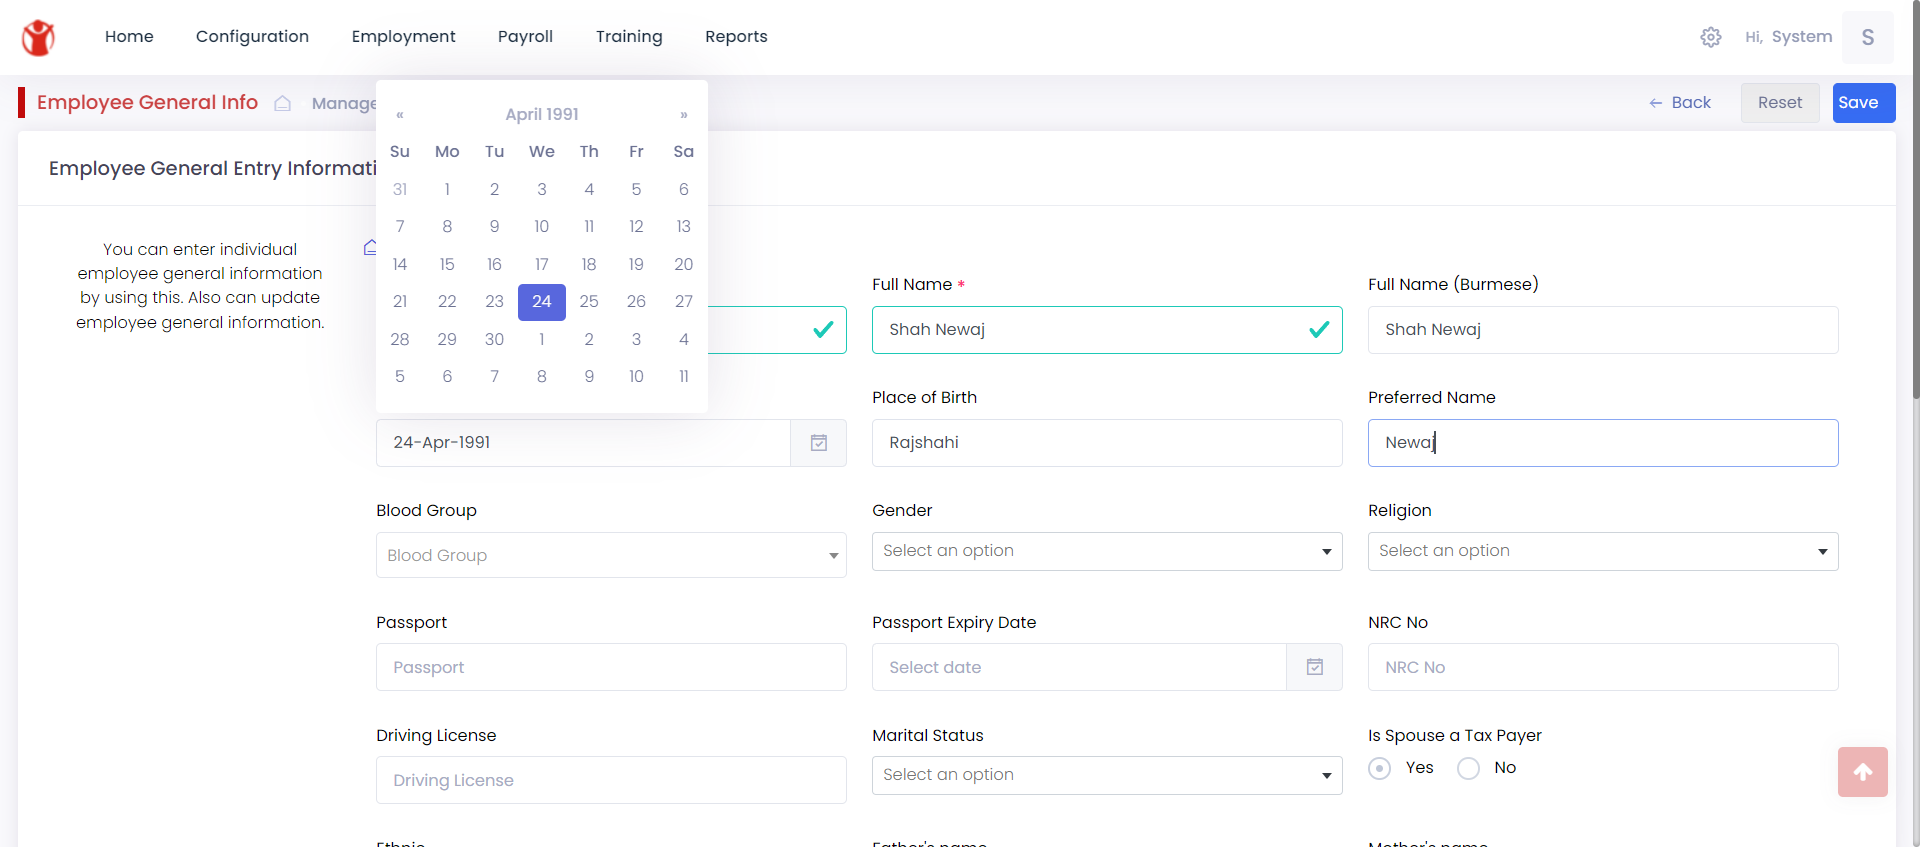 Home Configuration Employment Payroll Training Reports Hi, System S
Employee General Info Manage Back Reset Save
« April 1991 »
Su Mo Tu We Th Fr Sa
31 1 2 3 4 5 6
7 8 9 10 11 12 13
14 15 16 17 18 19 20
21 22 23 24 25 26 27
28 29 30 1 2 3 4
5 6 7 8 9 10 11
Employee General Entry Informati
You can enter individual
employee general information
by using this. Also can update
employee general information.
Full Name * Full Name (Burmese)
Shah Newaj Shah Newaj
Place of Birth Preferred Name
24-Apr-1991 Rajshahi Newaj
Blood Group Gender Religion
Blood Group Select an option Select an option
Passport Passport Expiry Date NRC No
Passport Select date NRC No
Driving License Marital Status Is Spouse a Tax Payer
Driving License Select an option Yes No
Ethnic Father's name Mother's name